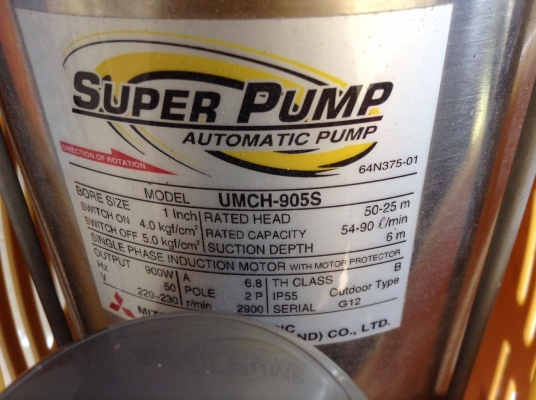 SUPER PUMP
AUTOMATIC PUMP
64N375-01
DIRECTION OF ROTATION
MODEL UMCH-905S
BORE SIZE 1 Inch RATED HEAD 50-25 m
SWITCH ON 4.0 kgf/cm² RATED CAPACITY 54-90 ℓ/min
SWITCH OFF 5.0 kgf/cm² SUCTION DEPTH 6 m
SINGLE PHASE INDUCTION MOTOR WITH MOTOR PROTECTOR
OUTPUT 900W A 6.8 TH CLASS B
Hz 50 POLE 2 P IP55 Outdoor Type
V 220-230 r/min 2900 SERIAL G12
MIT
RIC
AND) CO., LTD.